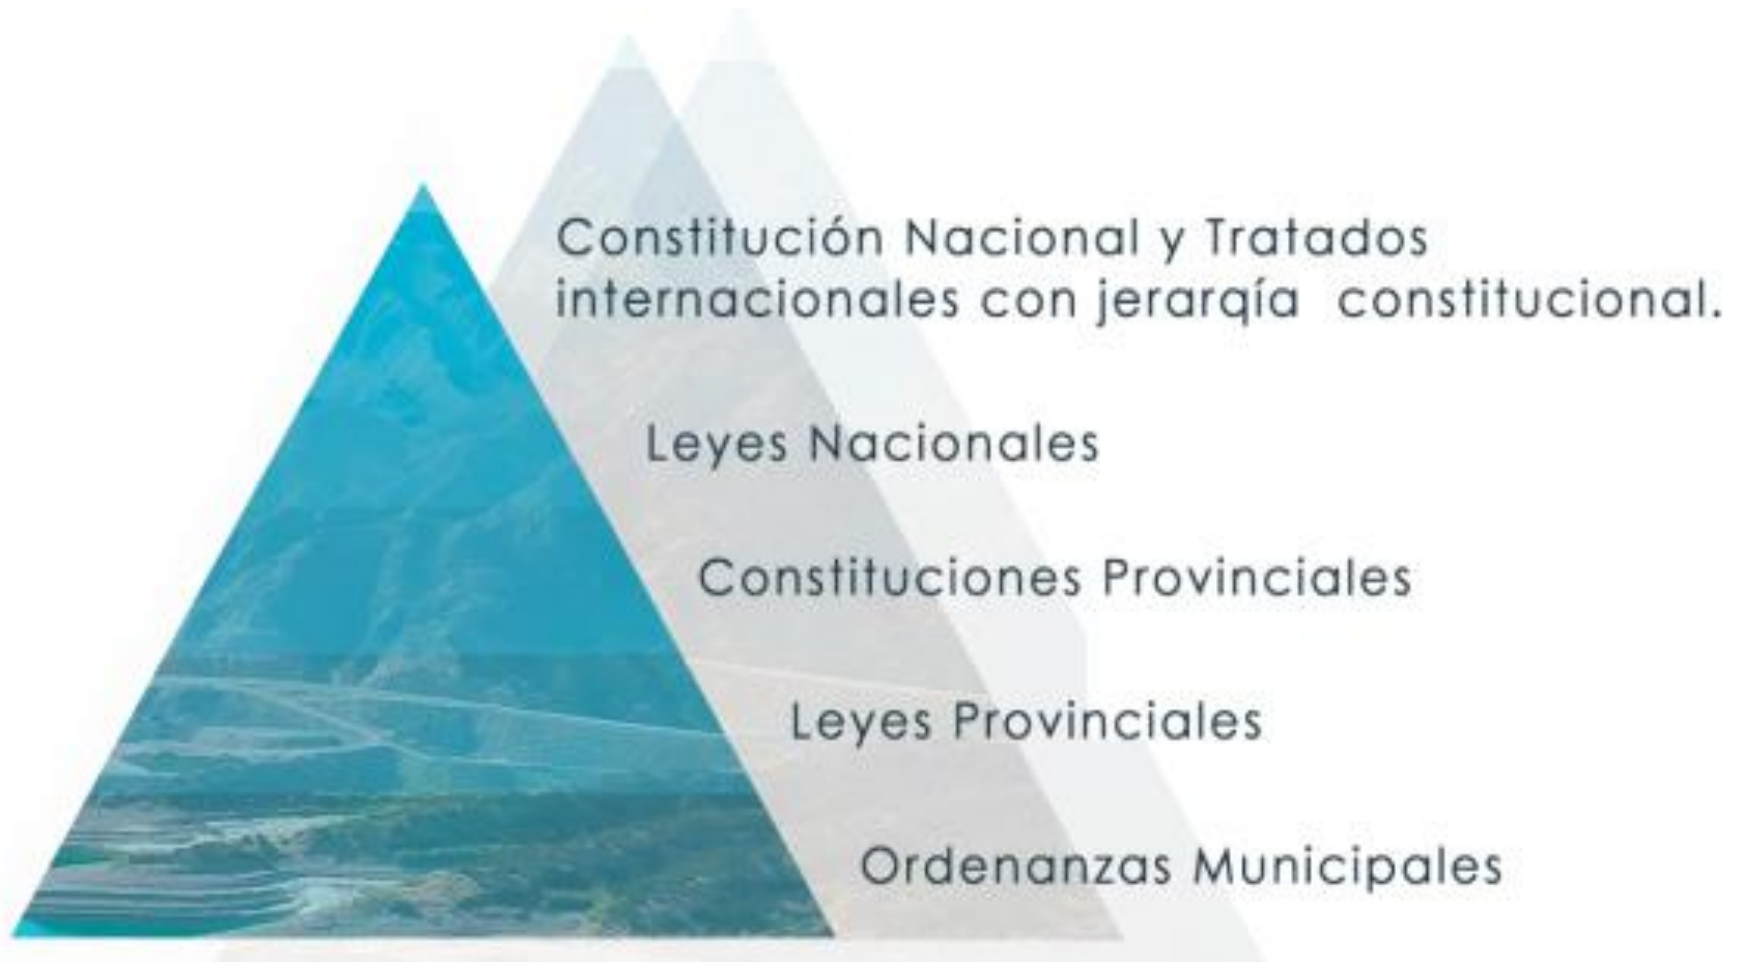 Constitución Nacional y Tratados
internacionales con jerarqía constitucional.
Leyes Nacionales
Constituciones Provinciales
Leyes Provinciales
Ordenanzas Municipales